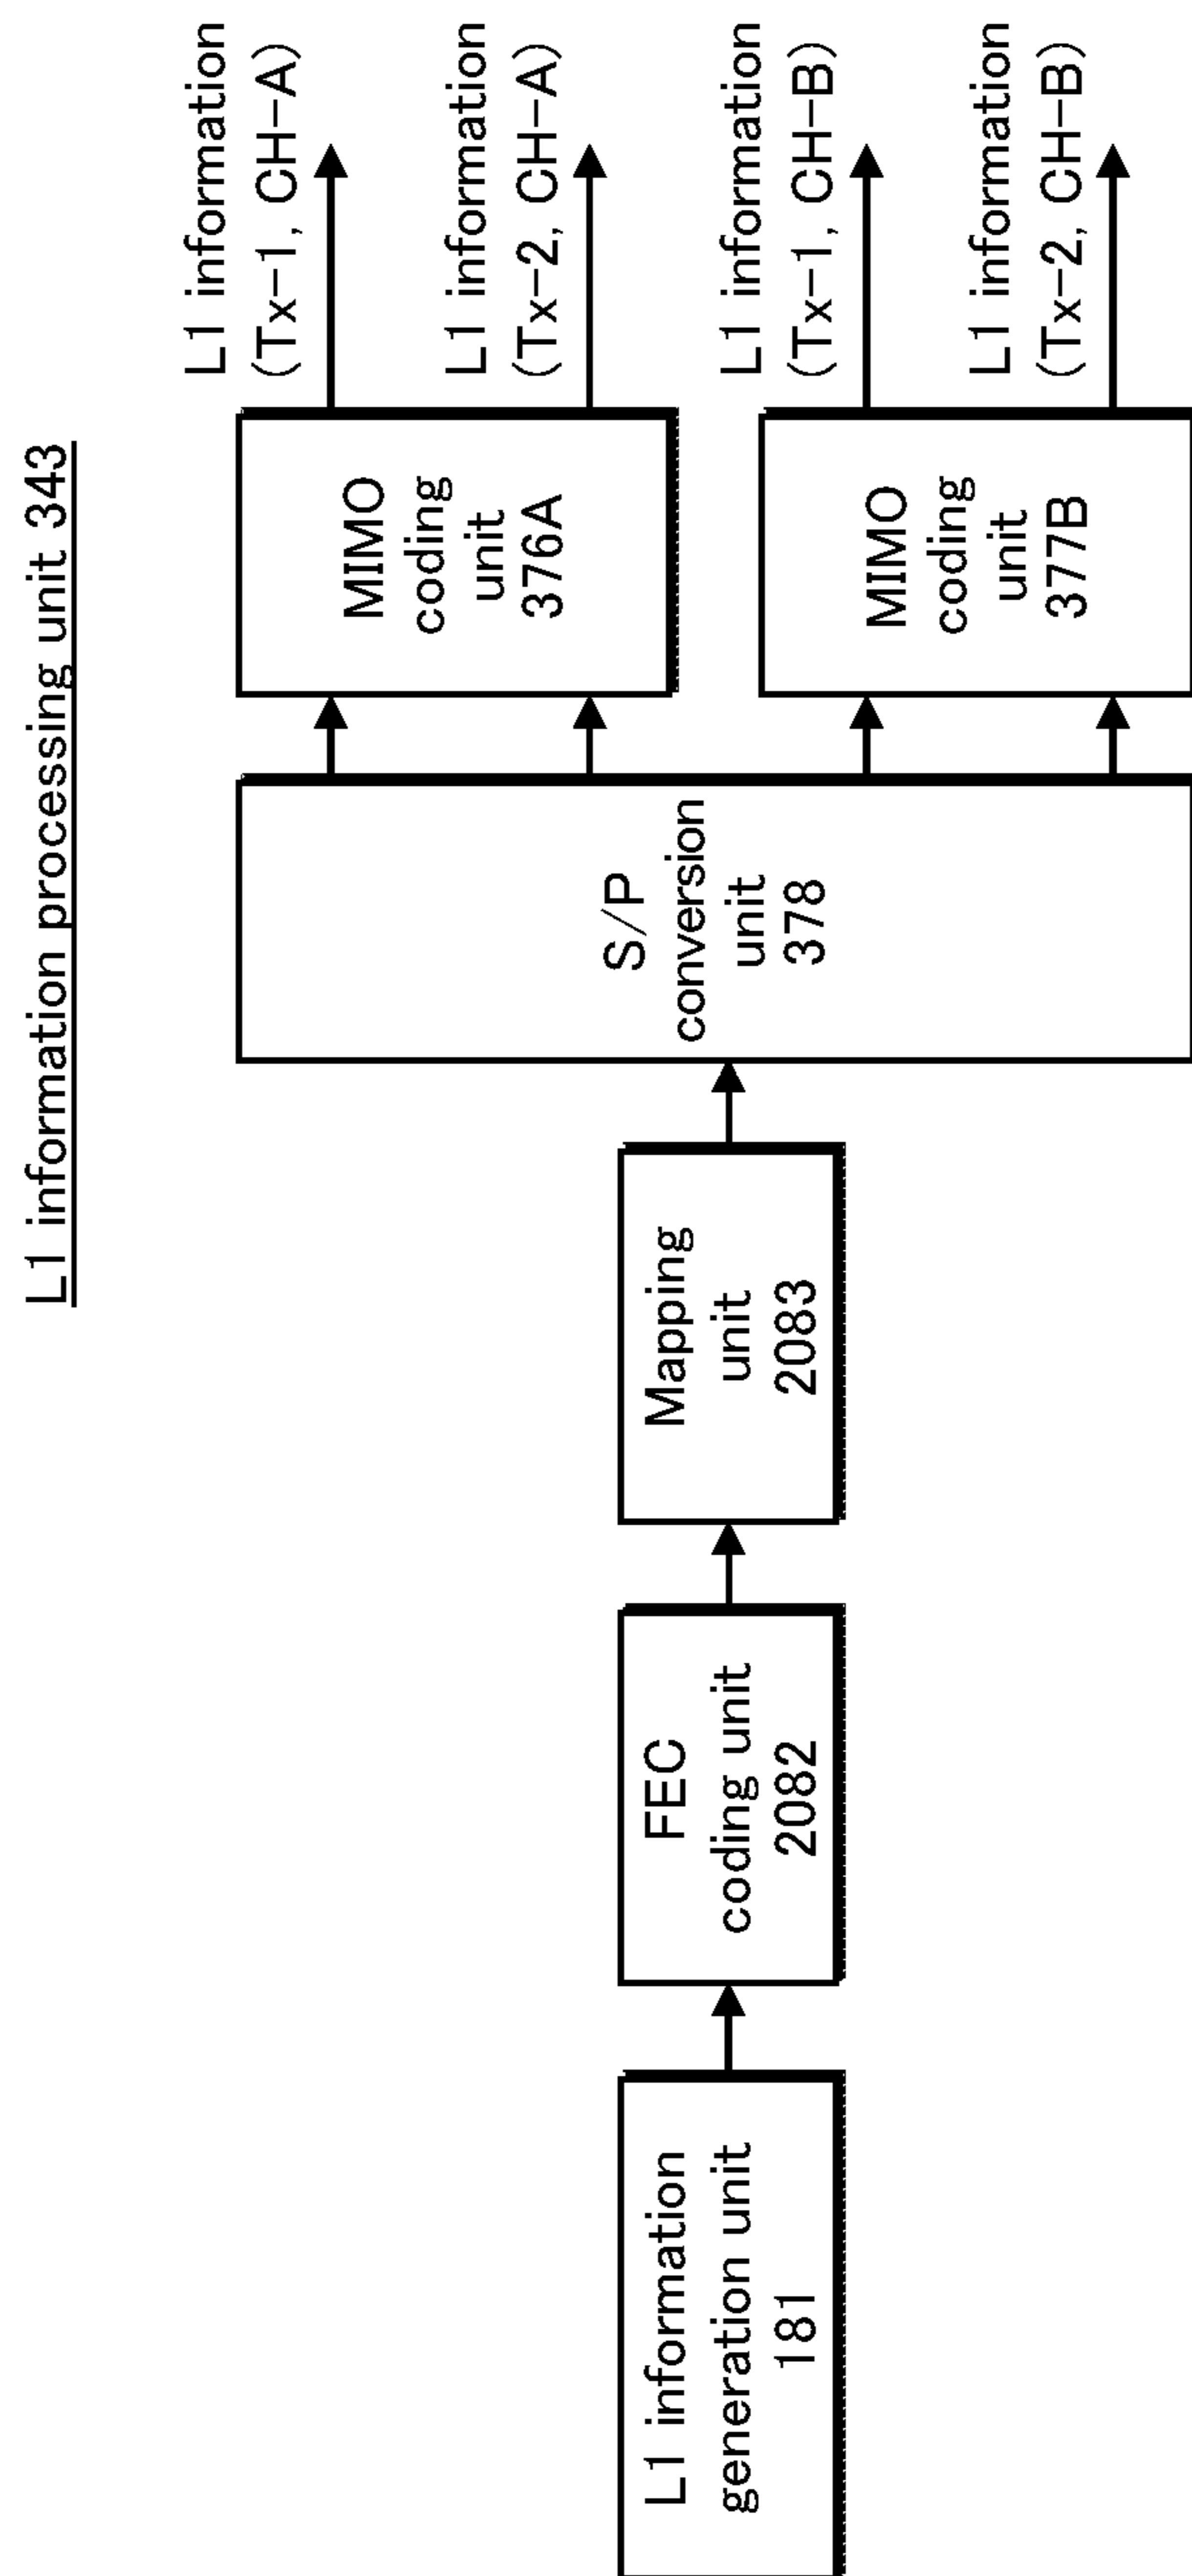 L1 information processing unit 343
L1 information
generation unit
181
FEC
coding unit
2082
Mapping
unit
2083
S/P
conversion
unit
378
MIMO
coding
unit
376A
MIMO
coding
unit
377B
L1 information
(Tx-1, CH-A)
L1 information
(Tx-2, CH-A)
L1 information
(Tx-1, CH-B)
L1 information
(Tx-2, CH-B)